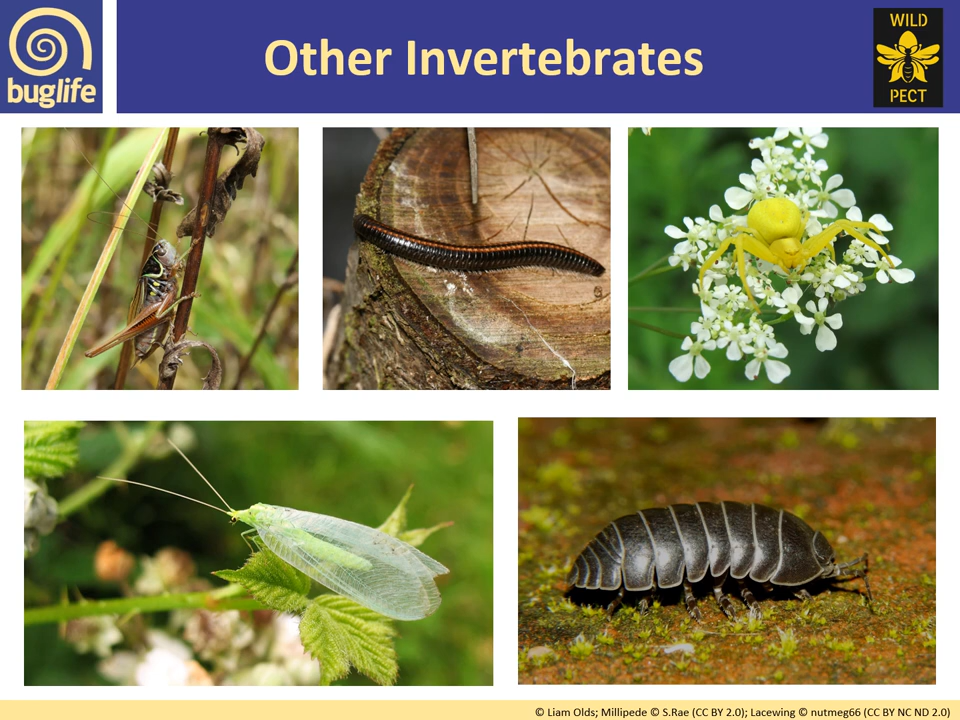 buglife
Other Invertebrates
WILD
PECT
© Liam Olds; Millipede © S.Rae (CC BY 2.0); Lacewing © nutmeg66 (CC BY NC ND 2.0)